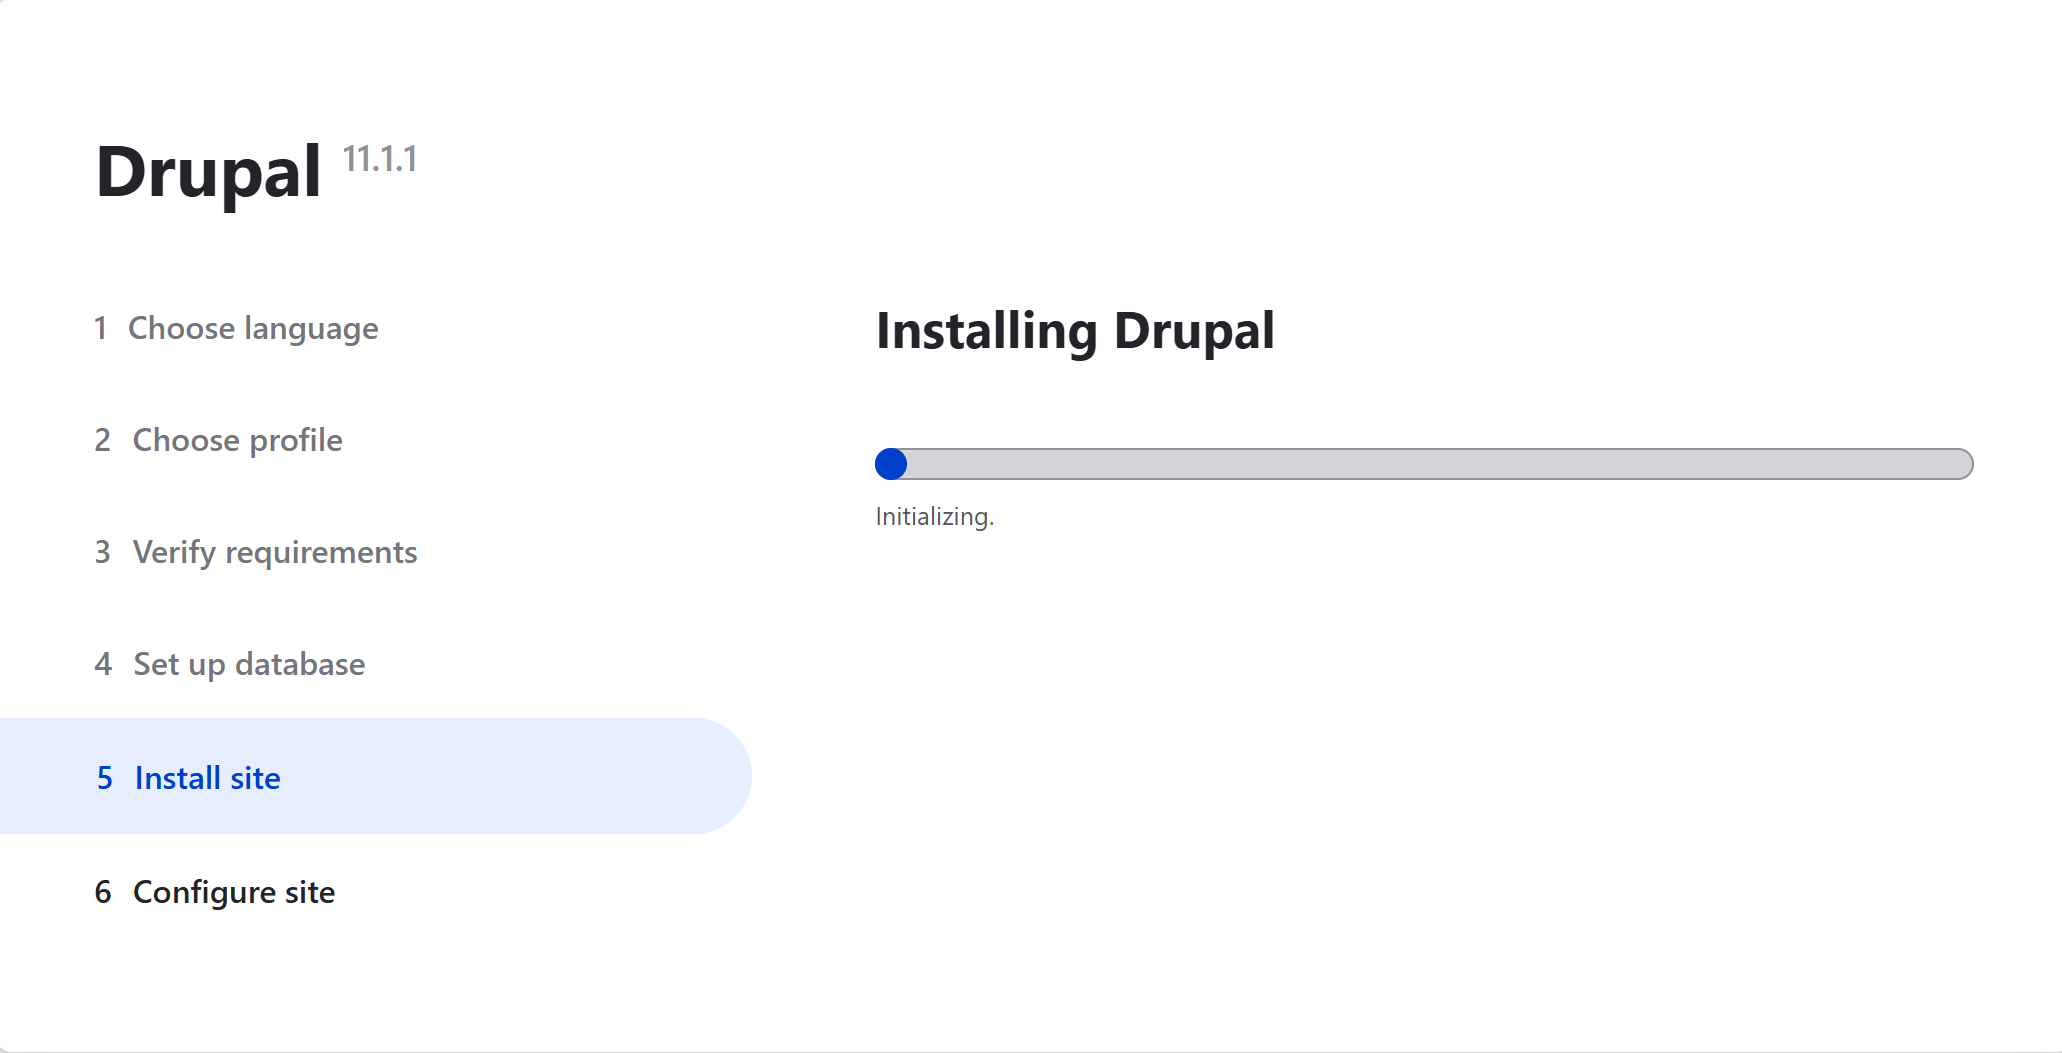 Drupal 11.1.1
1 Choose language
2 Choose profile
3 Verify requirements
4 Set up database
5 Install site
6 Configure site
Installing Drupal
Initializing.